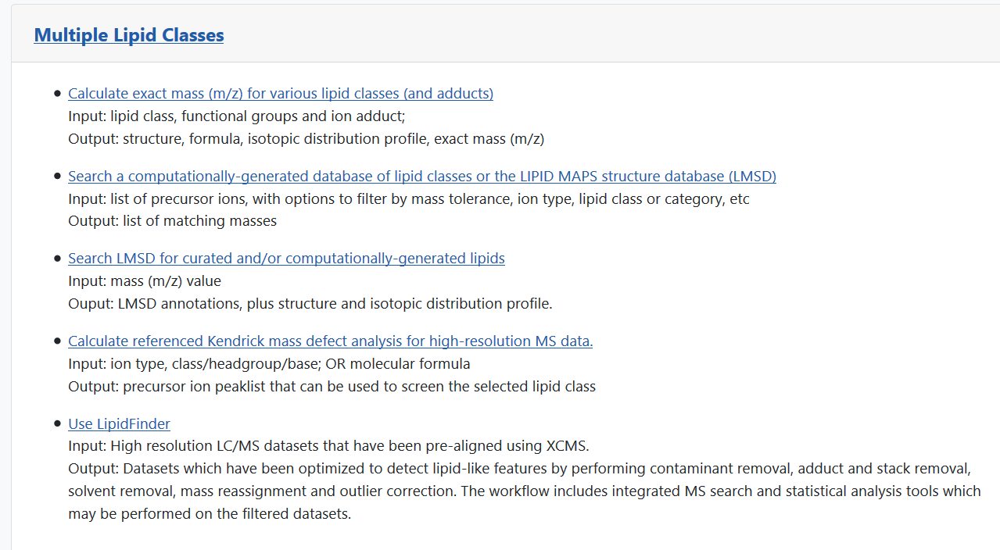 Multiple Lipid Classes
Calculate exact mass (m/z) for various lipid classes (and adducts)
Input: lipid class, functional groups and ion adduct;
Output: structure, formula, isotopic distribution profile, exact mass (m/z)
Search a computationally-generated database of lipid classes or the LIPID MAPS structure database (LMSD)
Input: list of precursor ions, with options to filter by mass tolerance, ion type, lipid class or category, etc
Output: list of matching masses
Search LMSD for curated and/or computationally-generated lipids
Input: mass (m/z) value
Ouput: LMSD annotations, plus structure and isotopic distribution profile.
Calculate referenced Kendrick mass defect analysis for high-resolution MS data.
Input: ion type, class/headgroup/base; OR molecular formula
Output: precursor ion peaklist that can be used to screen the selected lipid class
Use LipidFinder
Input: High resolution LC/MS datasets that have been pre-aligned using XCMS.
Output: Datasets which have been optimized to detect lipid-like features by performing contaminant removal, adduct and stack removal,
solvent removal, mass reassignment and outlier correction. The workflow includes integrated MS search and statistical analysis tools which
may be performed on the filtered datasets.